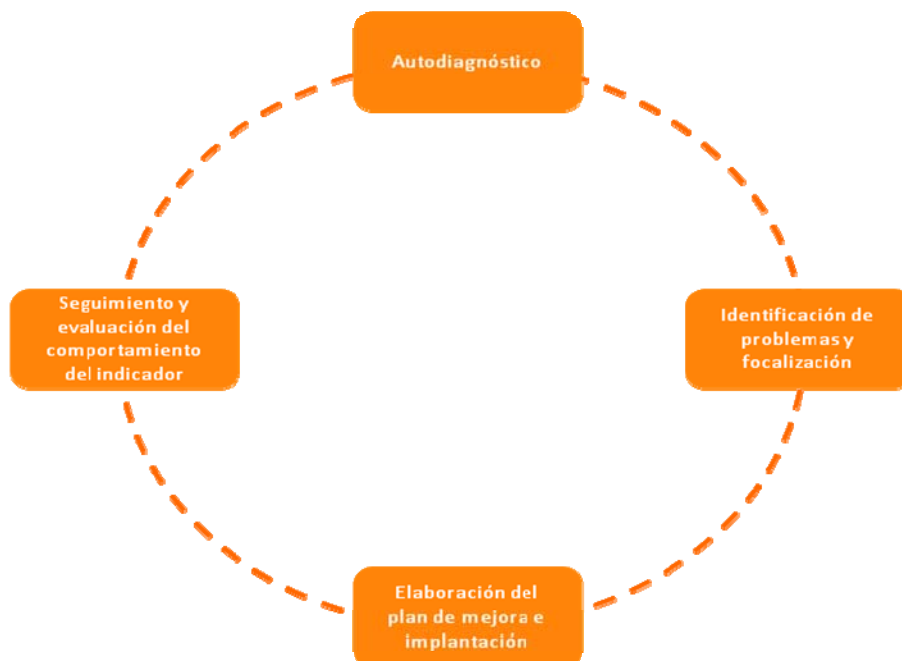 Autodiagnóstico
Identificación de
problemas y
focalización
Elaboración del
plan de mejora e
implantación
Seguimiento y
evaluación del
comportamiento
del indicador